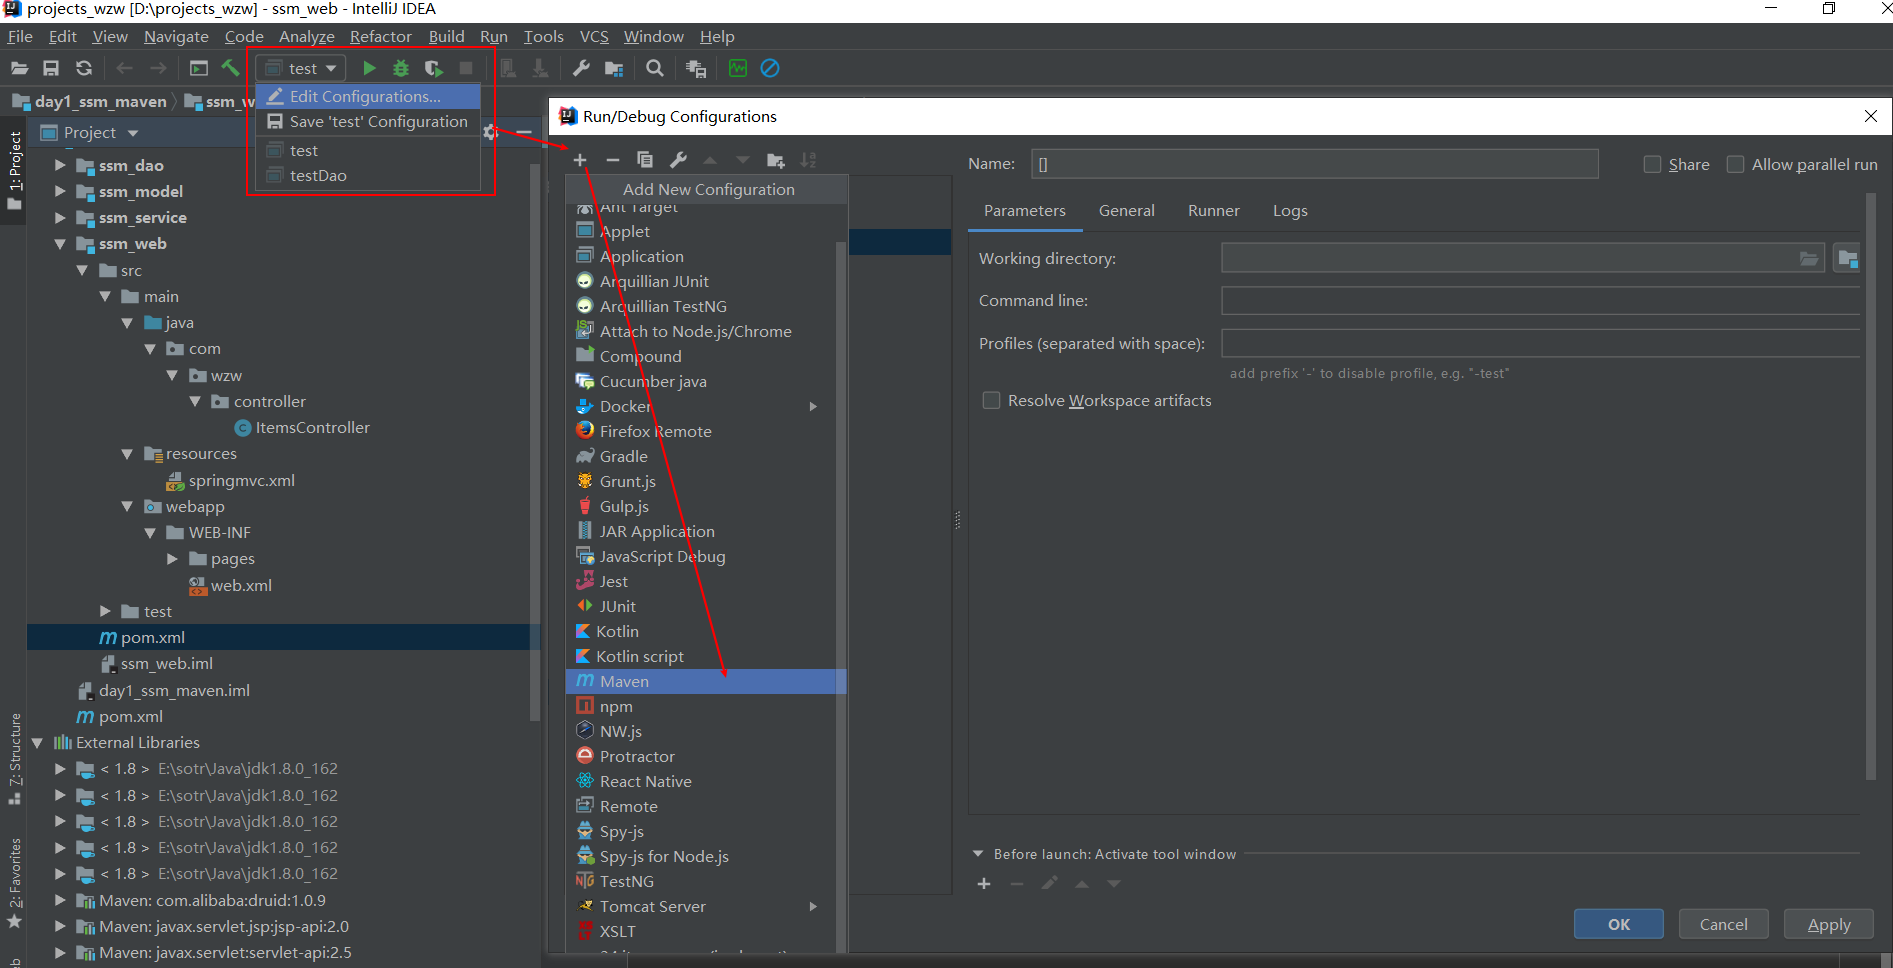 projects_wzw [D:\projects_wzw] - ssm_web - IntelliJ IDEA
File Edit View Navigate Code Analyze Refactor Build Run Tools VCS Window Help
test
day1_ssm_maven
Edit Configurations...
Save 'test' Configuration
test
testDao
1: Project
Z: Structure
2: Favorites
Project
ssm_dao
ssm_model
ssm_service
ssm_web
src
main
java
com
wzw
controller
ItemsController
resources
springmvc.xml
webapp
WEB-INF
pages
web.xml
test
pom.xml
ssm_web.iml
day1_ssm_maven.iml
pom.xml
External Libraries
< 1.8 > E:\sotr\Java\jdk1.8.0_162
< 1.8 > E:\sotr\Java\jdk1.8.0_162
< 1.8 > E:\sotr\Java\jdk1.8.0_162
< 1.8 > E:\sotr\Java\jdk1.8.0_162
< 1.8 > E:\sotr\Java\jdk1.8.0_162
Maven: com.alibaba:druid:1.0.9
Maven: javax.servlet.jsp:jsp-api:2.0
Maven: javax.servlet:servlet-api:2.5
Run/Debug Configurations
Add New Configuration
Ant Target
Applet
Application
Arquillian JUnit
Arquillian TestNG
Attach to Node.js/Chrome
Compound
Cucumber java
Docker
Firefox Remote
Gradle
Grunt.js
Gulp.js
JAR Application
JavaScript Debug
Jest
JUnit
Kotlin
Kotlin script
Maven
npm
NW.js
Protractor
React Native
Remote
Spy-js
Spy-js for Node.js
TestNG
Tomcat Server
XSLT
Name: [] Share Allow parallel run
Parameters General Runner Logs
Working directory:
Command line:
Profiles (separated with space):
add prefix '-' to disable profile, e.g. "-test"
Resolve Workspace artifacts
Before launch: Activate tool window
OK Cancel Apply